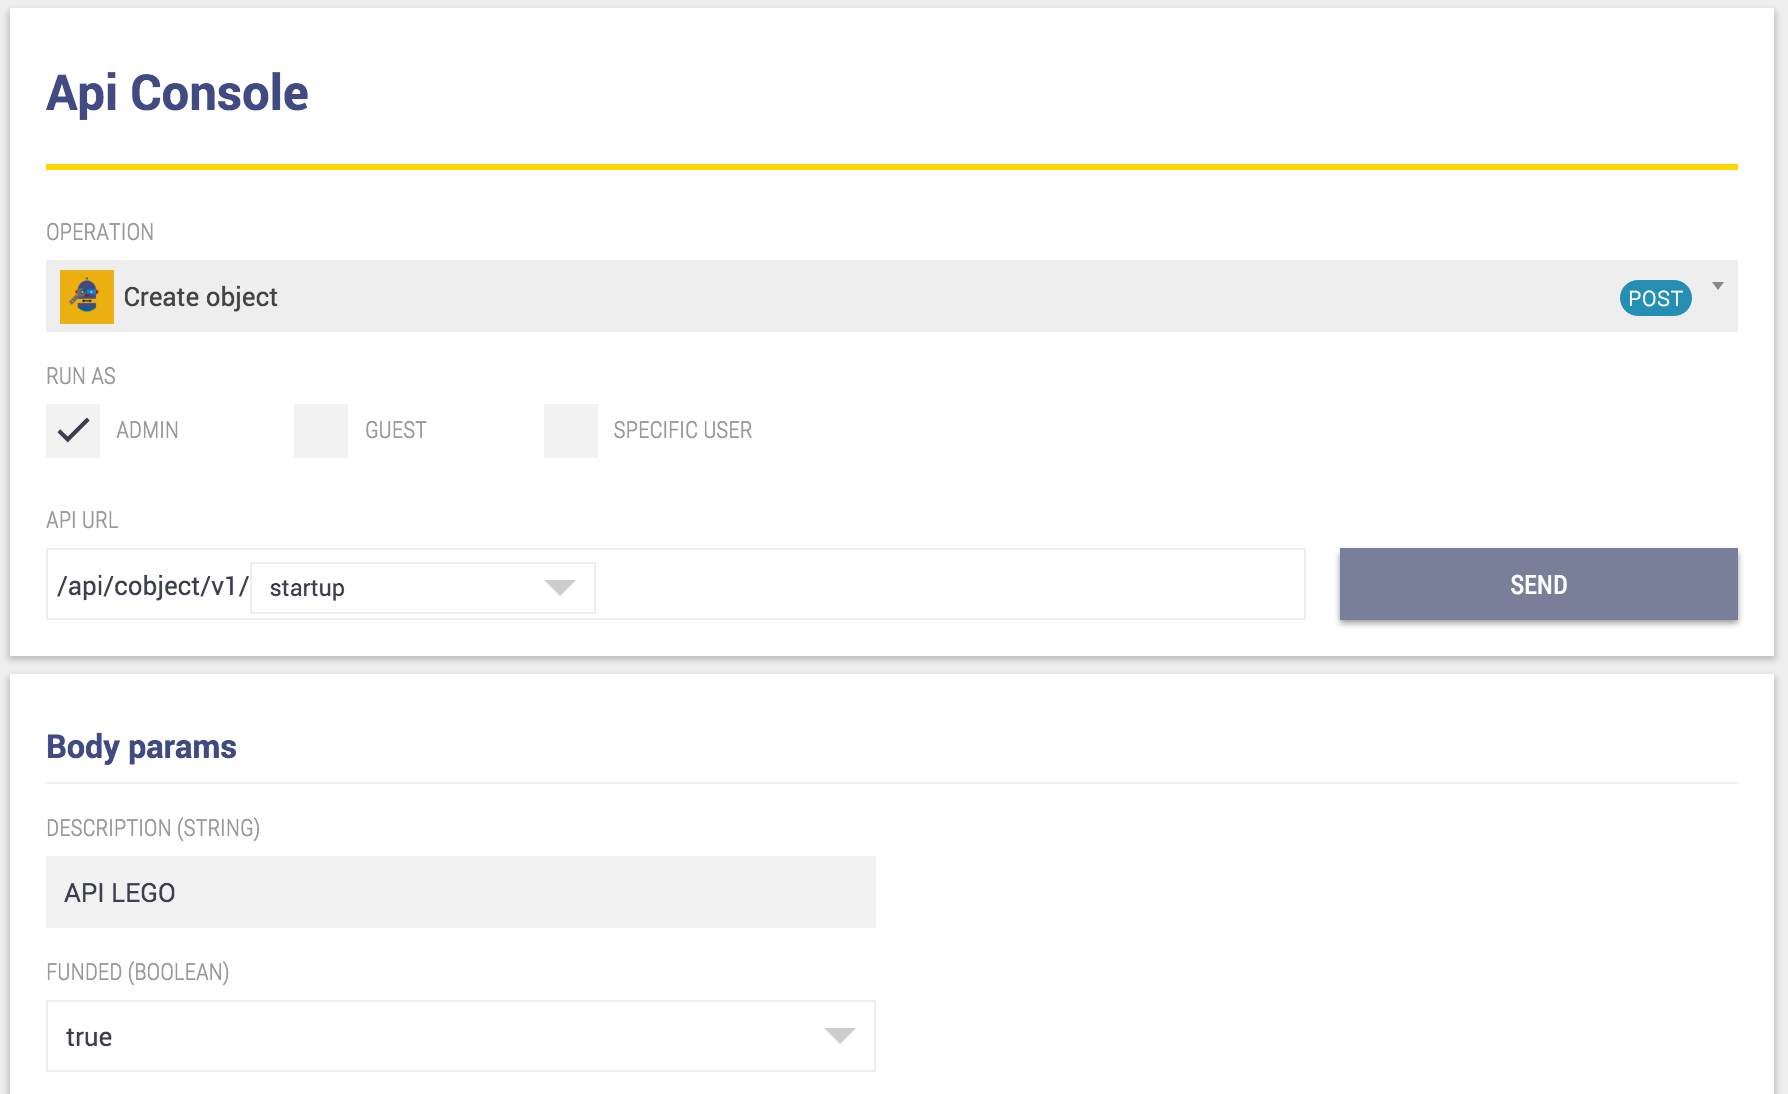 Api Console
OPERATION
Create object POST
RUN AS
ADMIN GUEST SPECIFIC USER
API URL
/api/cobject/v1/ startup SEND
Body params
DESCRIPTION (STRING)
API LEGO
FUNDED (BOOLEAN)
true